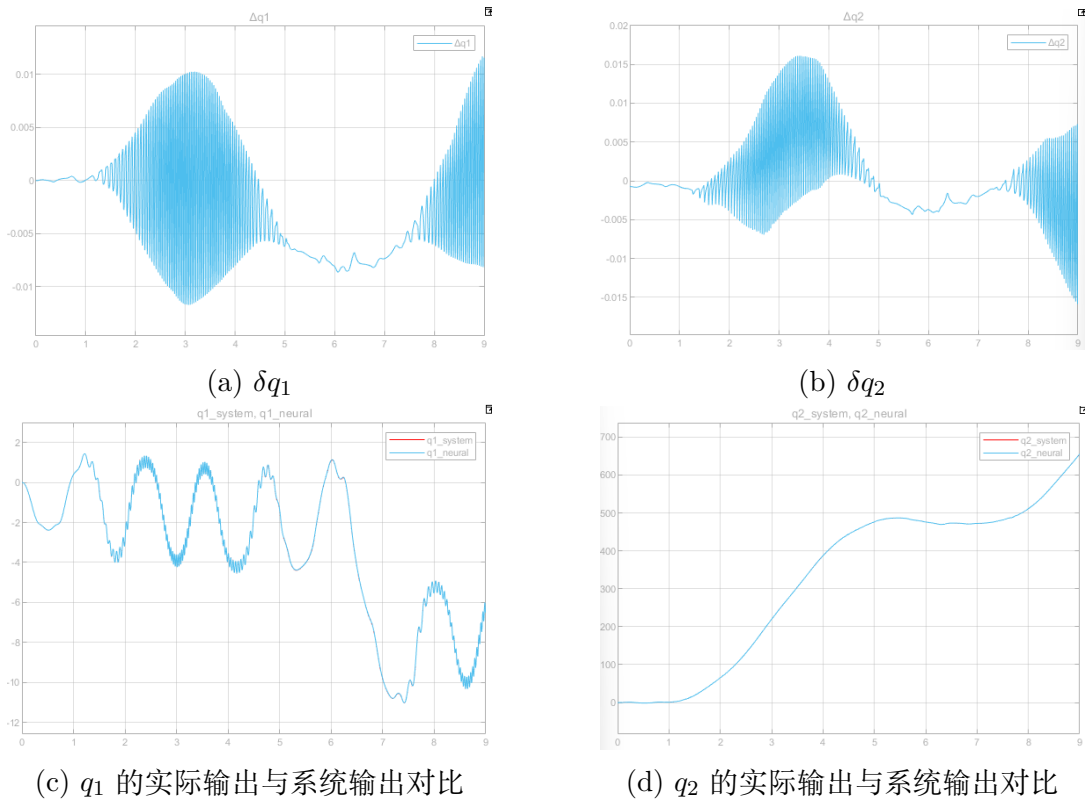 Δq1
Δq1
0.01
0.005
0
-0.005
-0.01
0 1 2 3 4 5 6 7 8 9
(a) δq1
Δq2
Δq2
0.02
0.015
0.01
0.005
0
-0.005
-0.01
-0.015
0 1 2 3 4 5 6 7 8 9
(b) δq2
q1_system, q1_neural
q1_system
q1_neural
2
0
-2
-4
-6
-8
-10
-12
0 1 2 3 4 5 6 7 8 9
(c) q1 的实际输出与系统输出对比
q2_system, q2_neural
q2_system
q2_neural
700
600
500
400
300
200
100
0
0 1 2 3 4 5 6 7 8 9
(d) q2 的实际输出与系统输出对比